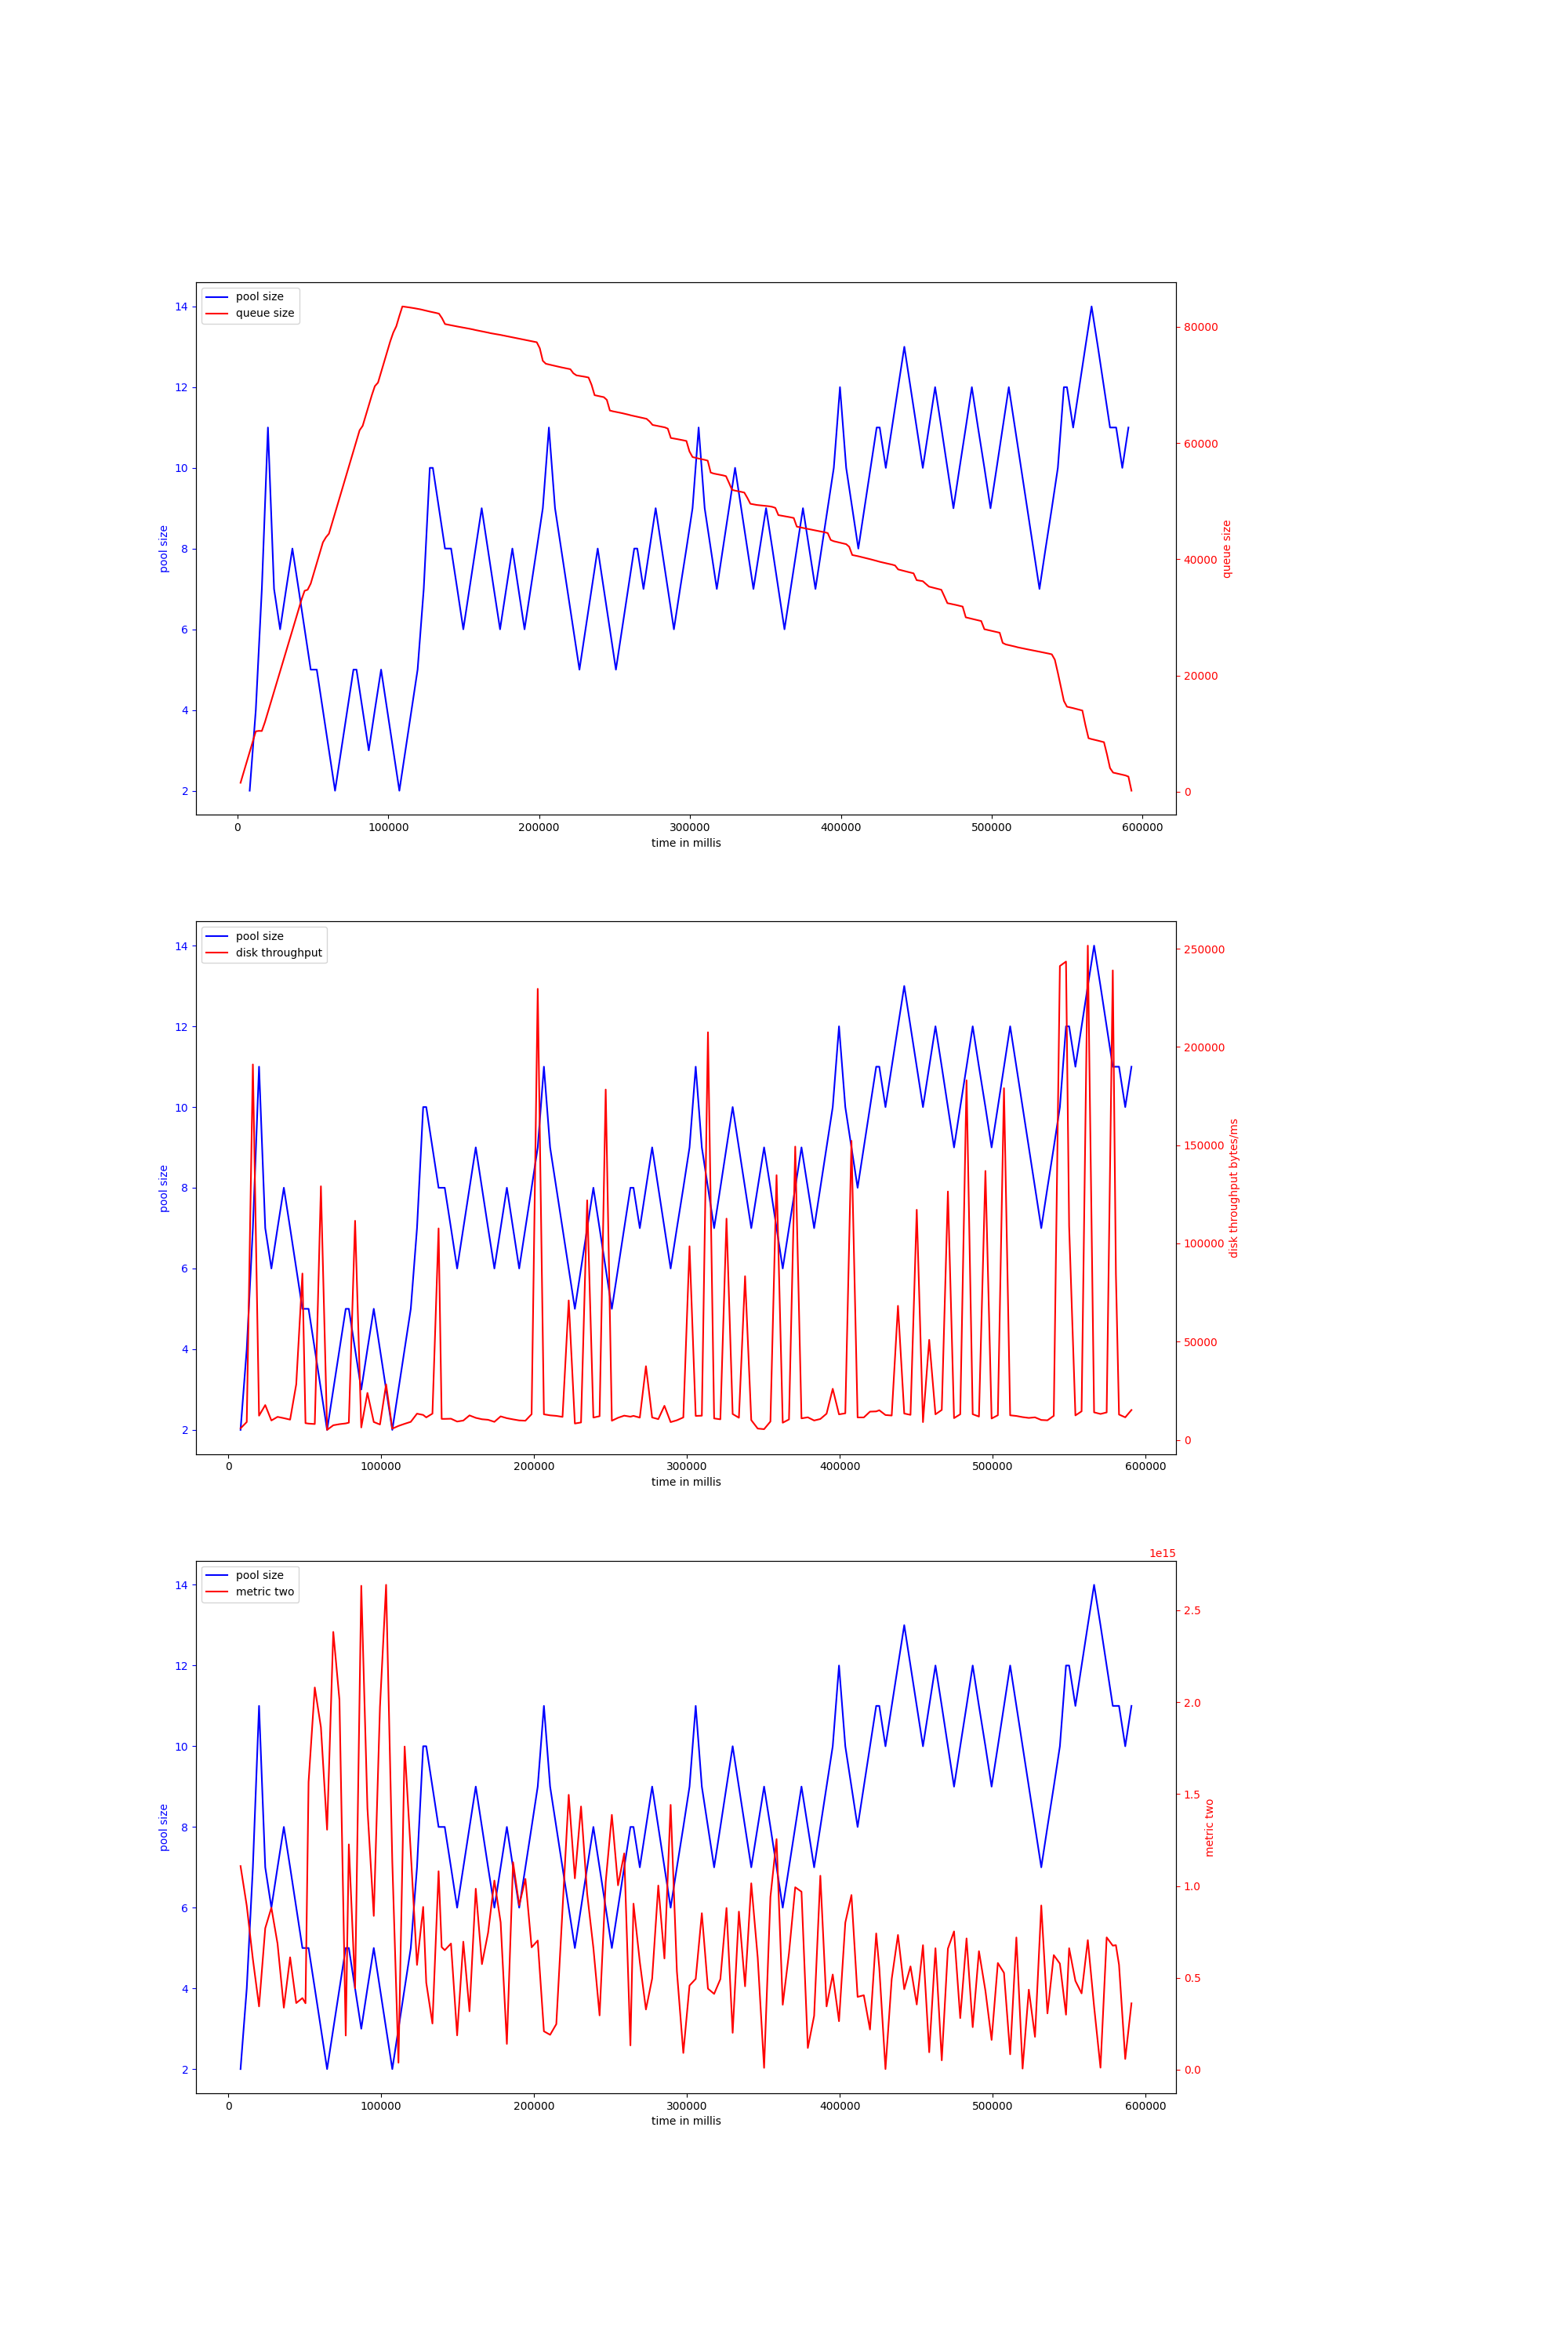 pool size
queue size
14
12
10
8
6
4
2
pool size
80000
60000
40000
20000
0
queue size
0 100000 200000 300000 400000 500000 600000
time in millis
pool size
disk throughput
14
12
10
8
6
4
2
pool size
250000
200000
150000
100000
50000
0
disk throughput bytes/ms
0 100000 200000 300000 400000 500000 600000
time in millis
1e15
pool size
metric two
14
12
10
8
6
4
2
pool size
2.5
2.0
1.5
1.0
0.5
0.0
metric two
0 100000 200000 300000 400000 500000 600000
time in millis